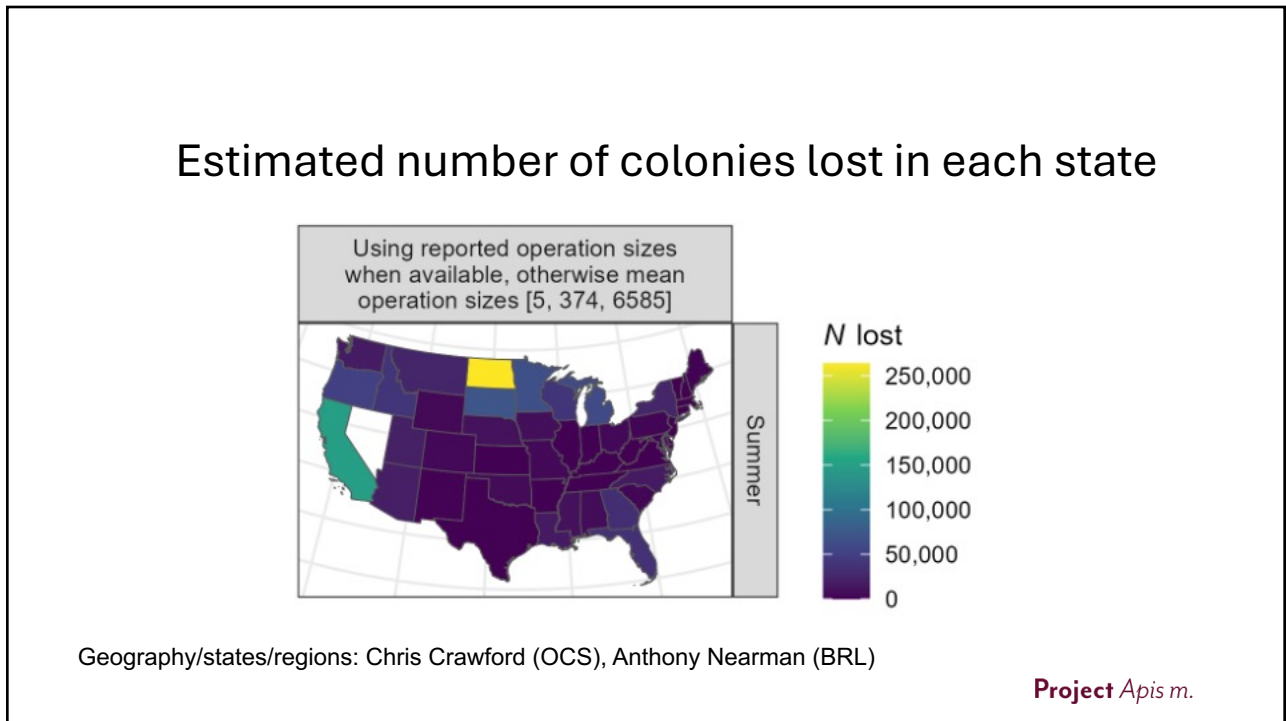 Estimated number of colonies lost in each state
Using reported operation sizes
when available, otherwise mean
operation sizes [5, 374, 6585]
Summer
N lost
250,000
200,000
150,000
100,000
50,000
0
Geography/states/regions: Chris Crawford (OCS), Anthony Nearman (BRL)
Project Apis m.